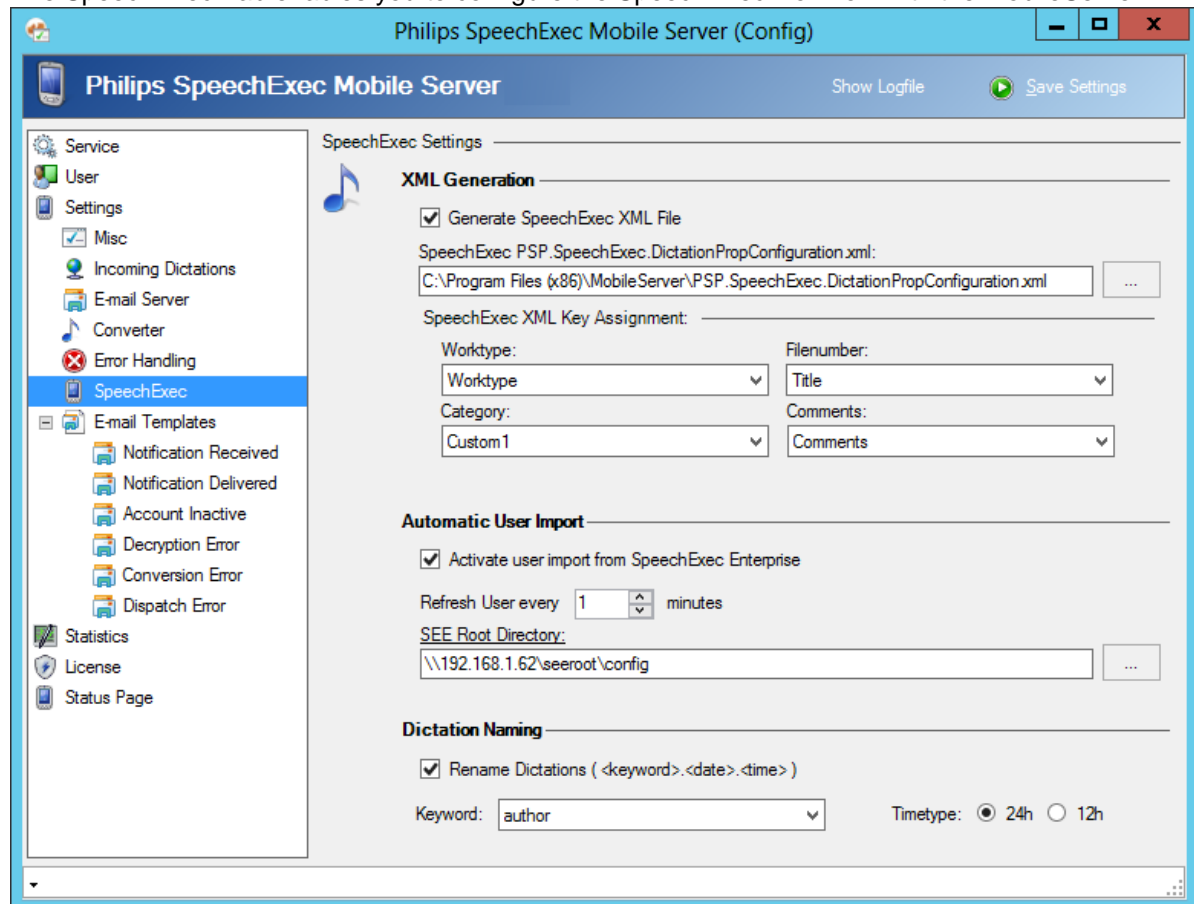 Philips SpeechExec Mobile Server (Config)
Philips SpeechExec Mobile Server
Show Logfile
Save Settings
Service
User
Settings
Misc
Incoming Dictations
E-mail Server
Converter
Error Handling
SpeechExec
E-mail Templates
Notification Received
Notification Delivered
Account Inactive
Decryption Error
Conversion Error
Dispatch Error
Statistics
License
Status Page
SpeechExec Settings
XML Generation
Generate SpeechExec XML File
SpeechExec PSP.SpeechExec.DictationPropConfiguration.xml:
C:\Program Files (x86)\MobileServer\PSP.SpeechExec.DictationPropConfiguration.xml
...
SpeechExec XML Key Assignment:
Worktype: Filenumber:
Worktype Title
Category: Comments:
Custom1 Comments
Automatic User Import
Activate user import from SpeechExec Enterprise
Refresh User every 1 minutes
SEE Root Directory:
\\192.168.1.62\seeroot\config
...
Dictation Naming
Rename Dictations ( <keyword>.<date>.<time> )
Keyword: author Timetype: 24h 12h